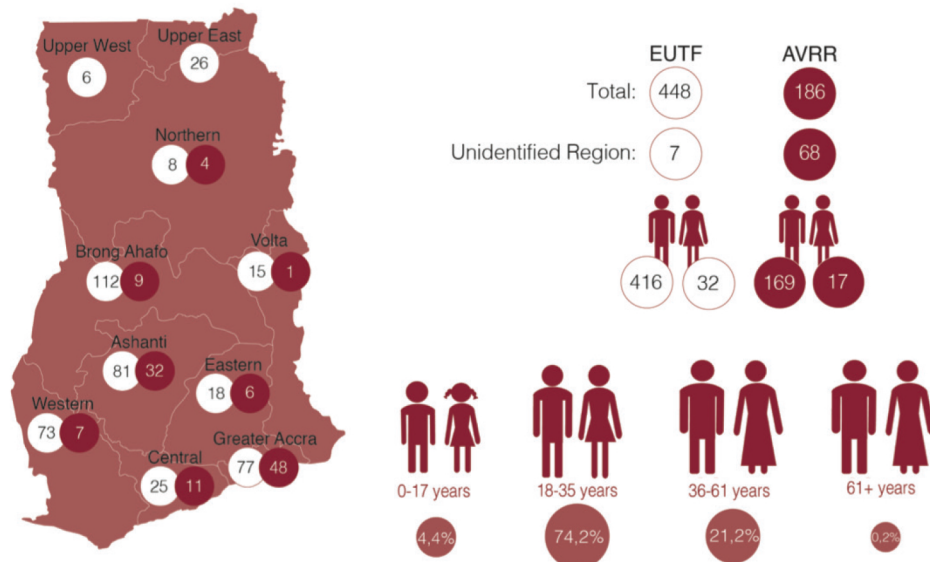 Upper West
6
Upper East
26
Northern
8 4
Brong Ahafo
112 9
Volta
15 1
Ashanti
81 32
Eastern
18 6
Western
73 7
Central
25 11
Greater Accra
77 48
EUTF AVRR
Total: 448 186
Unidentified Region: 7 68
416 32 169 17
0-17 years 18-35 years 36-61 years 61+ years
4,4% 74,2% 21,2% 0,2%